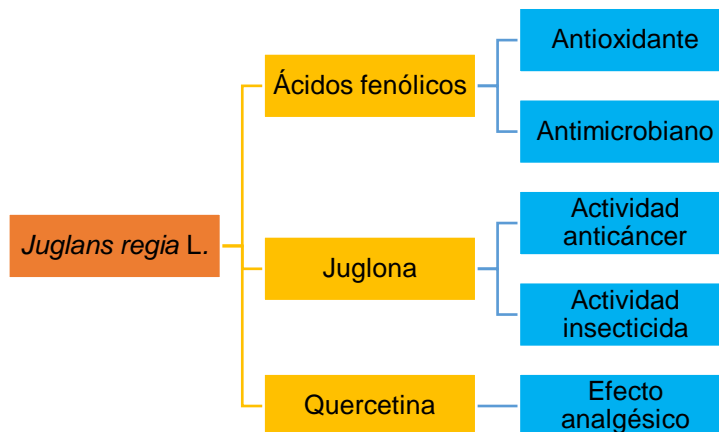 Juglans regia L.
Ácidos fenólicos
Antioxidante
Antimicrobiano
Juglona
Actividad
anticáncer
Actividad
insecticida
Quercetina
Efecto
analgésico